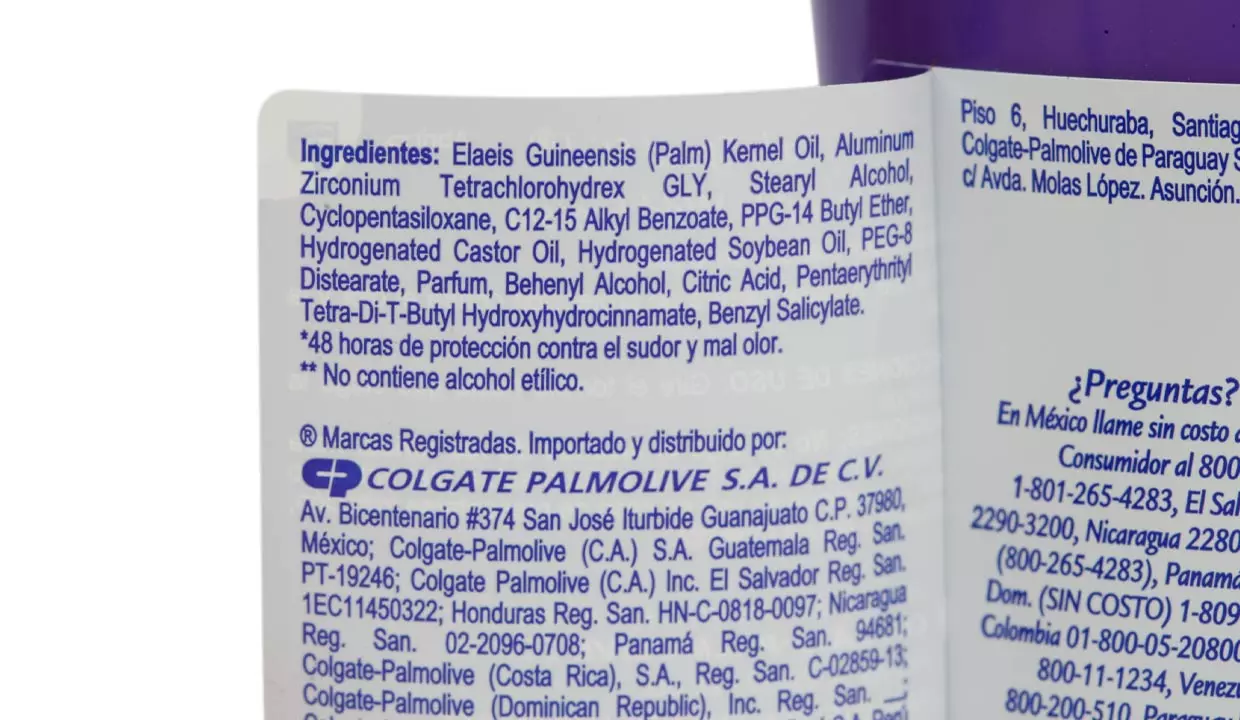 Ingredientes: Elaeis Guineensis (Palm) Kernel Oil, Aluminum
Zirconium Tetrachlorohydrex GLY, Stearyl Alcohol,
Cyclopentasiloxane, C12-15 Alkyl Benzoate, PPG-14 Butyl Ether,
Hydrogenated Castor Oil, Hydrogenated Soybean Oil, PEG-8
Distearate, Parfum, Behenyl Alcohol, Citric Acid, Pentaerythrityl
Tetra-Di-T-Butyl Hydroxyhydrocinnamate, Benzyl Salicylate.
*48 horas de protección contra el sudor y mal olor.
** No contiene alcohol etílico.
® Marcas Registradas. Importado y distribuido por:
COLGATE PALMOLIVE S.A. DE C.V.
Av. Bicentenario #374 San José Iturbide Guanajuato C.P. 37980,
México; Colgate-Palmolive (C.A.) S.A. Guatemala Reg. San.
PT-19246; Colgate Palmolive (C.A.) Inc. El Salvador Reg. San.
1EC11450322; Honduras Reg. San. HN-C-0818-0097; Nicaragua
Reg. San. 02-2096-0708; Panamá Reg. San. 94681;
Colgate-Palmolive (Costa Rica), S.A., Reg. San. C-02859-13;
Colgate-Palmolive (Dominican Republic), Inc. Reg. San.
Piso 6, Huechuraba, Santiag
Colgate-Palmolive de Paraguay S
c/ Avda. Molas López. Asunción.
¿Preguntas?
En México llame sin costo a
Consumidor al 800
1-801-265-4283, El Sal
2290-3200, Nicaragua 2280
(800-265-4283), Panamá
Dom. (SIN COSTO) 1-809
Colombia 01-800-05-20800
800-11-1234, Venezu
800-200-510, Paragua